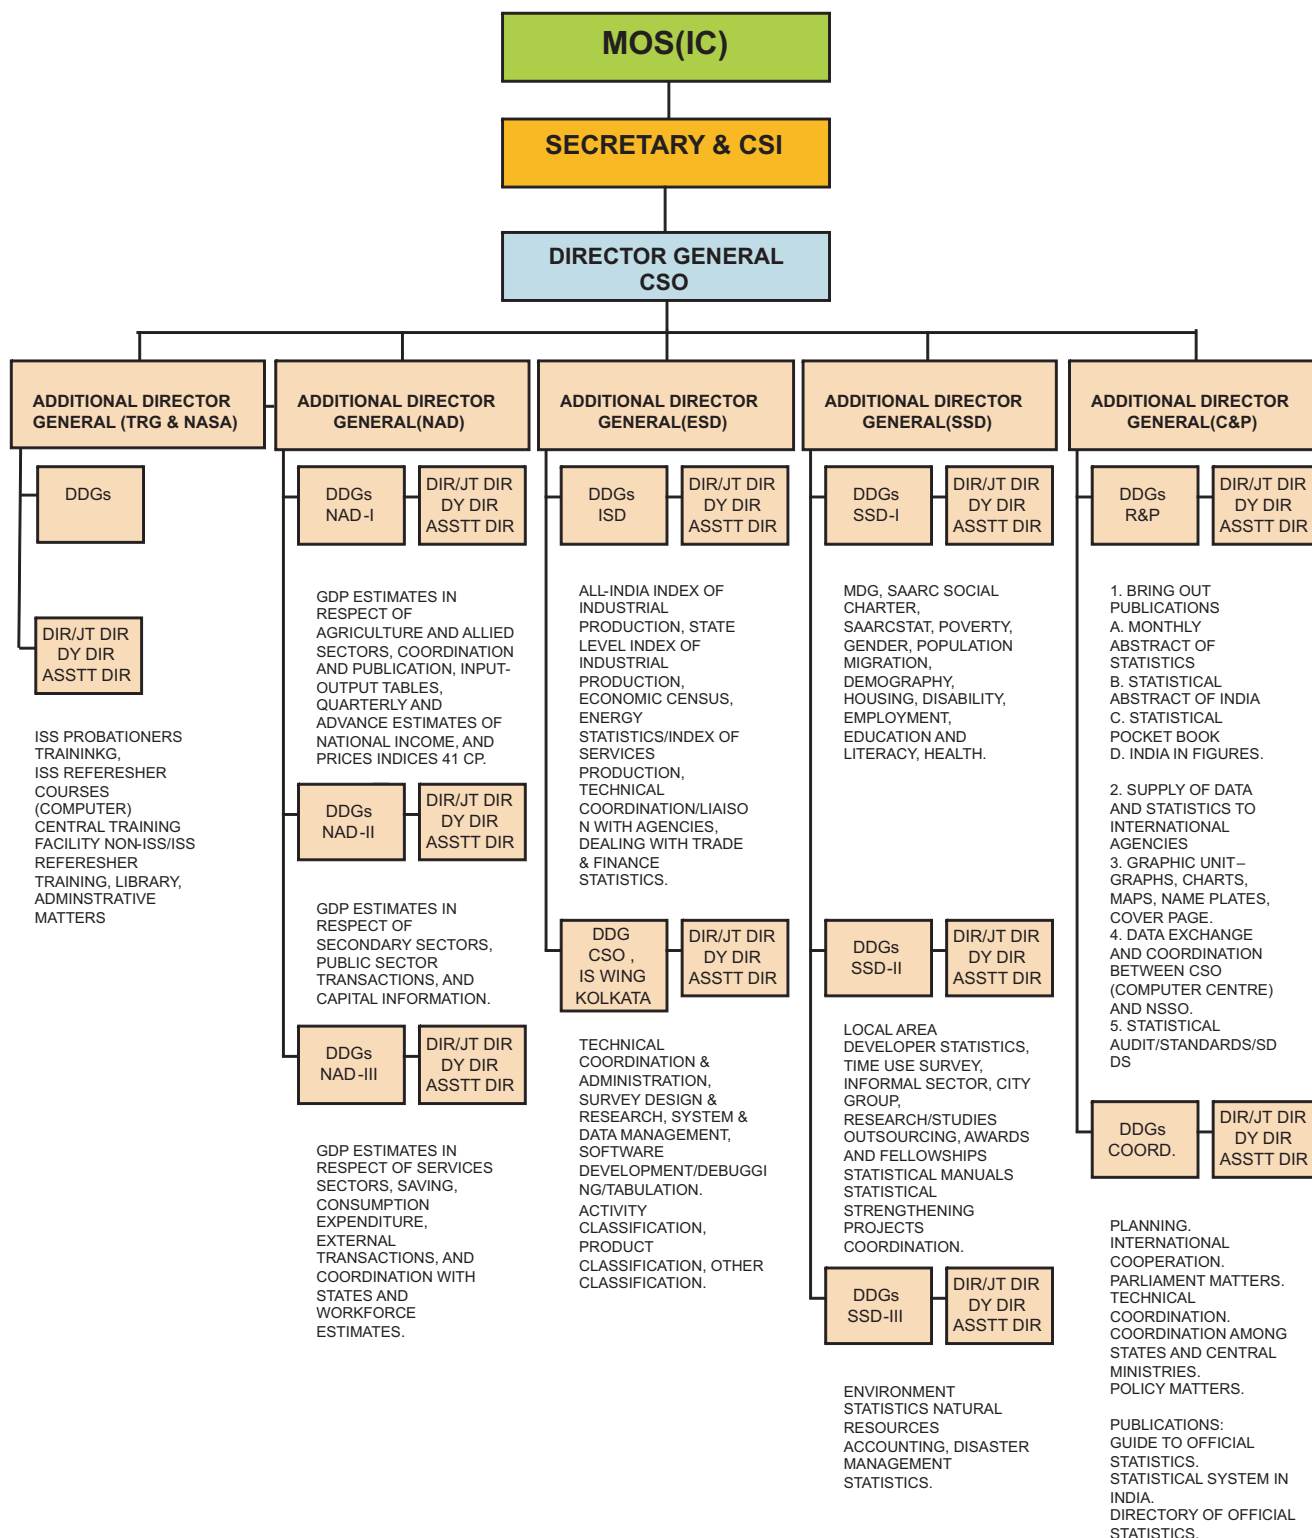 MOS(IC)
SECRETARY & CSI
DIRECTOR GENERAL
CSO
ADDITIONAL DIRECTOR
GENERAL (TRG & NASA)
DDGs
DIR/JT DIR
DY DIR
ASSTT DIR
ISS PROBATIONERS
TRAININKG,
ISS REFERESHER
COURSES
(COMPUTER)
CENTRAL TRAINING
FACILITY NON-ISS/ISS
REFERESHER
TRAINING, LIBRARY,
ADMINSTRATIVE
MATTERS
ADDITIONAL DIRECTOR
GENERAL(NAD)
DDGs
NAD-I
DIR/JT DIR
DY DIR
ASSTT DIR
GDP ESTIMATES IN
RESPECT OF
AGRICULTURE AND ALLIED
SECTORS, COORDINATION
AND PUBLICATION, INPUT-
OUTPUT TABLES,
QUARTERLY AND
ADVANCE ESTIMATES OF
NATIONAL INCOME, AND
PRICES INDICES 41 CP.
DDGs
NAD-II
DIR/JT DIR
DY DIR
ASSTT DIR
GDP ESTIMATES IN
RESPECT OF
SECONDARY SECTORS,
PUBLIC SECTOR
TRANSACTIONS, AND
CAPITAL INFORMATION.
DDGs
NAD-III
DIR/JT DIR
DY DIR
ASSTT DIR
GDP ESTIMATES IN
RESPECT OF SERVICES
SECTORS, SAVING,
CONSUMPTION
EXPENDITURE,
EXTERNAL
TRANSACTIONS, AND
COORDINATION WITH
STATES AND
WORKFORCE
ESTIMATES.
ADDITIONAL DIRECTOR
GENERAL(ESD)
DDGs
ISD
DIR/JT DIR
DY DIR
ASSTT DIR
ALL-INDIA INDEX OF
INDUSTRIAL
PRODUCTION, STATE
LEVEL INDEX OF
INDUSTRIAL
PRODUCTION,
ECONOMIC CENSUS,
ENERGY
STATISTICS/INDEX OF
SERVICES
PRODUCTION,
TECHNICAL
COORDINATION/LIAISO
N WITH AGENCIES,
DEALING WITH TRADE
& FINANCE
STATISTICS.
DDG
CSO ,
IS WING
KOLKATA
DIR/JT DIR
DY DIR
ASSTT DIR
TECHNICAL
COORDINATION &
ADMINISTRATION,
SURVEY DESIGN &
RESEARCH, SYSTEM &
DATA MANAGEMENT,
SOFTWARE
DEVELOPMENT/DEBUGGI
NG/TABULATION.
ACTIVITY
CLASSIFICATION,
PRODUCT
CLASSIFICATION, OTHER
CLASSIFICATION.
ADDITIONAL DIRECTOR
GENERAL(SSD)
DDGs
SSD-I
DIR/JT DIR
DY DIR
ASSTT DIR
MDG, SAARC SOCIAL
CHARTER,
SAARCSTAT, POVERTY,
GENDER, POPULATION
MIGRATION,
DEMOGRAPHY,
HOUSING, DISABILITY,
EMPLOYMENT,
EDUCATION AND
LITERACY, HEALTH.
DDGs
SSD-II
DIR/JT DIR
DY DIR
ASSTT DIR
LOCAL AREA
DEVELOPER STATISTICS,
TIME USE SURVEY,
INFORMAL SECTOR, CITY
GROUP,
RESEARCH/STUDIES
OUTSOURCING, AWARDS
AND FELLOWSHIPS
STATISTICAL MANUALS
STATISTICAL
STRENGTHENING
PROJECTS
COORDINATION.
DDGs
SSD-III
DIR/JT DIR
DY DIR
ASSTT DIR
ENVIRONMENT
STATISTICS NATURAL
RESOURCES
ACCOUNTING, DISASTER
MANAGEMENT
STATISTICS.
ADDITIONAL DIRECTOR
GENERAL(C&P)
DDGs
R&P
DIR/JT DIR
DY DIR
ASSTT DIR
1. BRING OUT
PUBLICATIONS
A. MONTHLY
ABSTRACT OF
STATISTICS
B. STATISTICAL
ABSTRACT OF INDIA
C. STATISTICAL
POCKET BOOK
D. INDIA IN FIGURES.
2. SUPPLY OF DATA
AND STATISTICS TO
INTERNATIONAL
AGENCIES
3. GRAPHIC UNIT–
GRAPHS, CHARTS,
MAPS, NAME PLATES,
COVER PAGE.
4. DATA EXCHANGE
AND COORDINATION
BETWEEN CSO
(COMPUTER CENTRE)
AND NSSO.
5. STATISTICAL
AUDIT/STANDARDS/SD
DS
DDGs
COORD.
DIR/JT DIR
DY DIR
ASSTT DIR
PLANNING.
INTERNATIONAL
COOPERATION.
PARLIAMENT MATTERS.
TECHNICAL
COORDINATION.
COORDINATION AMONG
STATES AND CENTRAL
MINISTRIES.
POLICY MATTERS.
PUBLICATIONS:
GUIDE TO OFFICIAL
STATISTICS.
STATISTICAL SYSTEM IN
INDIA.
DIRECTORY OF OFFICIAL
STATISTICS.